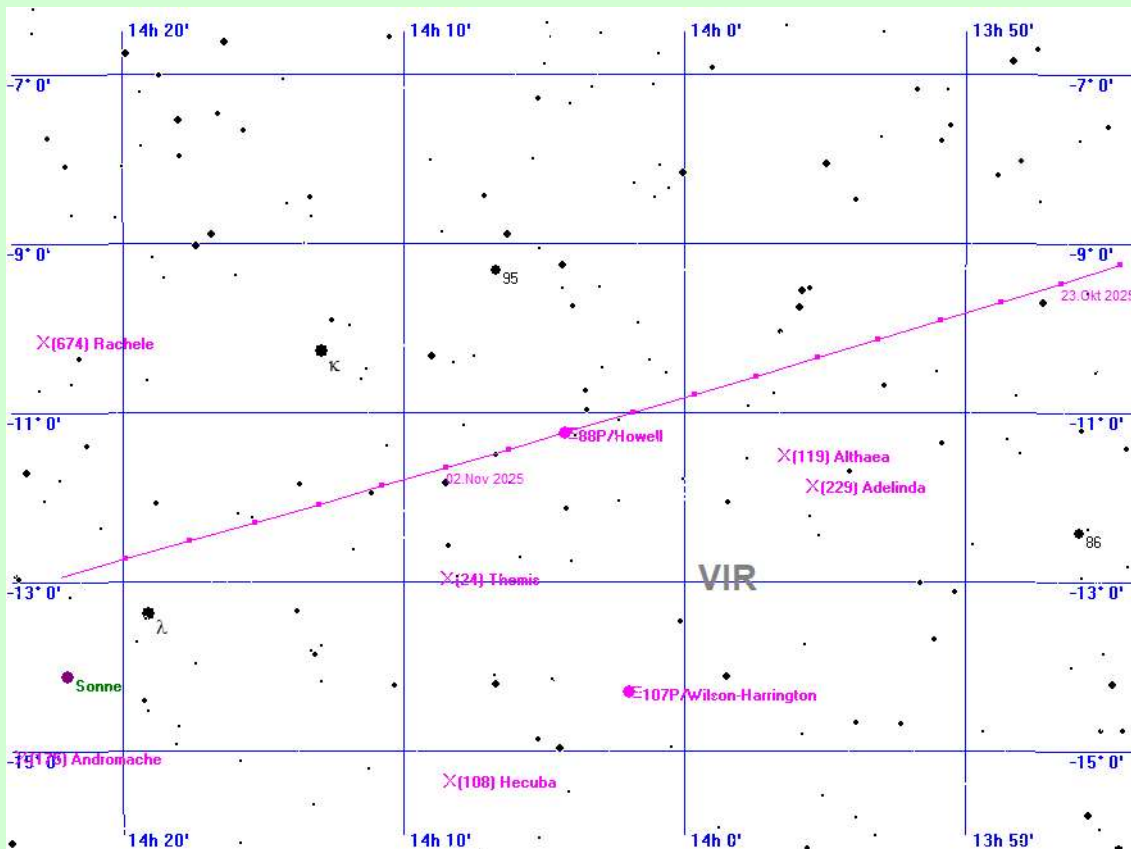 14h 20' 14h 10' 14h 0' 13h 50'
-7° 0' -7° 0'
-9° 0' -9° 0'
95
23.Okt 2025
(674) Rachele
κ
-11° 0' -11° 0'
88P/Howell
(119) Althaea
02.Nov 2025
(229) Adelinda
86
(24) Themis
VIR
-13° 0' -13° 0'
λ
Sonne
107P/Wilson-Harrington
Andromache
-15° 0' -15° 0'
(108) Hecuba
14h 20' 14h 10' 14h 0' 13h 50'